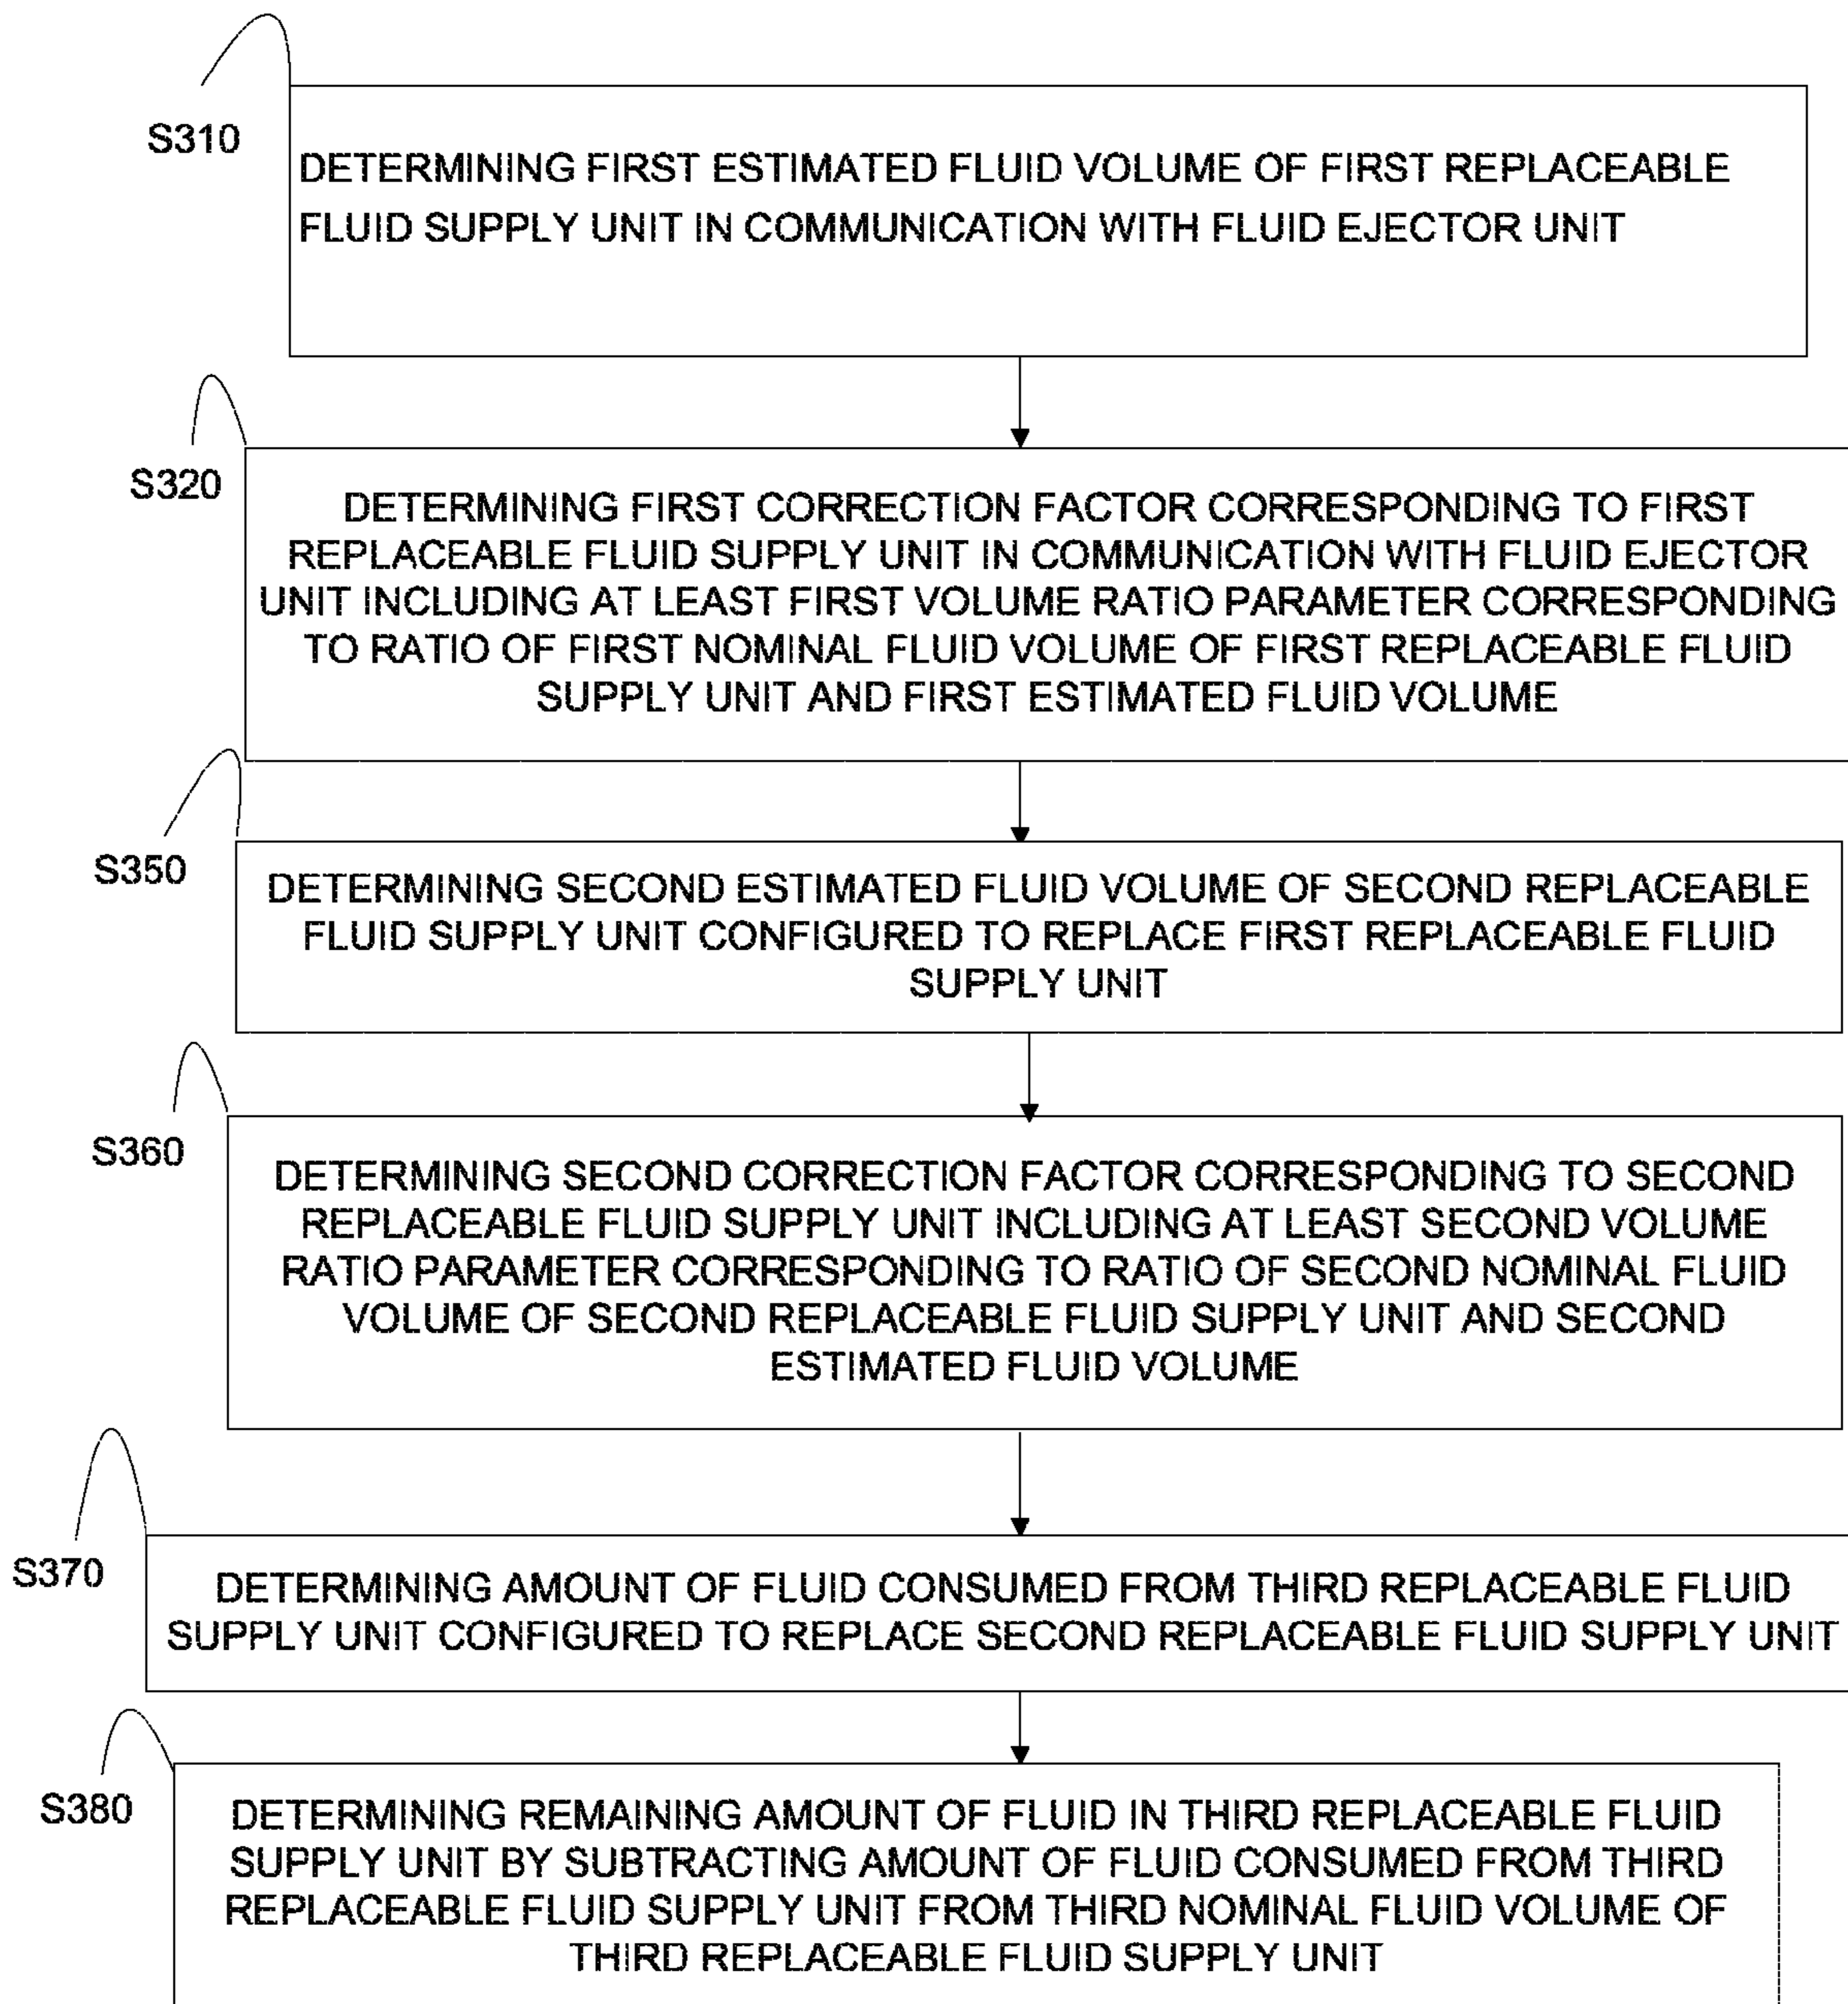 S310
DETERMINING FIRST ESTIMATED FLUID VOLUME OF FIRST REPLACEABLE
FLUID SUPPLY UNIT IN COMMUNICATION WITH FLUID EJECTOR UNIT
S320
DETERMINING FIRST CORRECTION FACTOR CORRESPONDING TO FIRST
REPLACEABLE FLUID SUPPLY UNIT IN COMMUNICATION WITH FLUID EJECTOR
UNIT INCLUDING AT LEAST FIRST VOLUME RATIO PARAMETER CORRESPONDING
TO RATIO OF FIRST NOMINAL FLUID VOLUME OF FIRST REPLACEABLE FLUID
SUPPLY UNIT AND FIRST ESTIMATED FLUID VOLUME
S350
DETERMINING SECOND ESTIMATED FLUID VOLUME OF SECOND REPLACEABLE
FLUID SUPPLY UNIT CONFIGURED TO REPLACE FIRST REPLACEABLE FLUID
SUPPLY UNIT
S360
DETERMINING SECOND CORRECTION FACTOR CORRESPONDING TO SECOND
REPLACEABLE FLUID SUPPLY UNIT INCLUDING AT LEAST SECOND VOLUME
RATIO PARAMETER CORRESPONDING TO RATIO OF SECOND NOMINAL FLUID
VOLUME OF SECOND REPLACEABLE FLUID SUPPLY UNIT AND SECOND
ESTIMATED FLUID VOLUME
S370
DETERMINING AMOUNT OF FLUID CONSUMED FROM THIRD REPLACEABLE FLUID
SUPPLY UNIT CONFIGURED TO REPLACE SECOND REPLACEABLE FLUID SUPPLY UNIT
S380
DETERMINING REMAINING AMOUNT OF FLUID IN THIRD REPLACEABLE FLUID
SUPPLY UNIT BY SUBTRACTING AMOUNT OF FLUID CONSUMED FROM THIRD
REPLACEABLE FLUID SUPPLY UNIT FROM THIRD NOMINAL FLUID VOLUME OF
THIRD REPLACEABLE FLUID SUPPLY UNIT